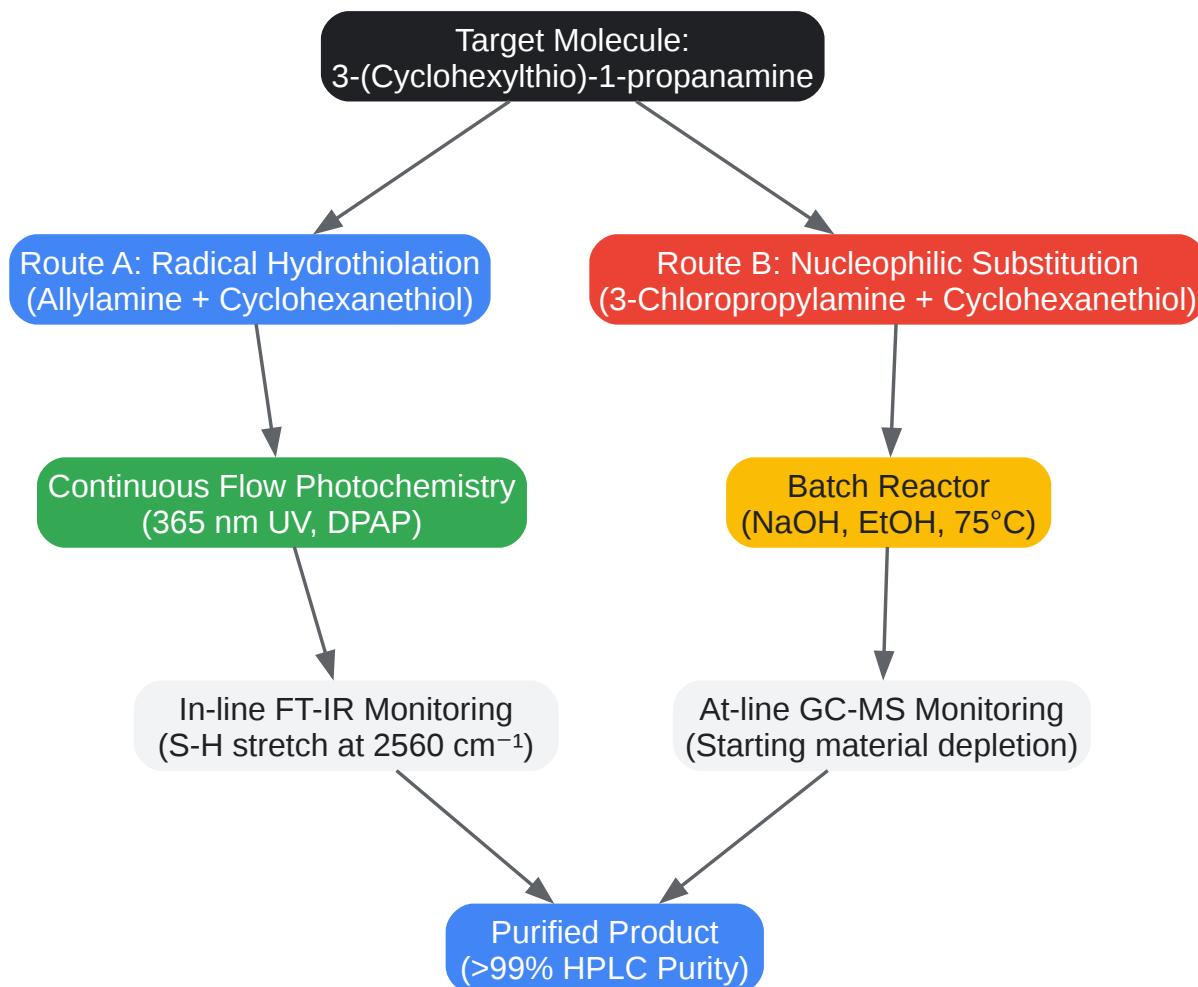 Target Molecule:
3-(Cyclohexylthio)-1-propanamine
Route A: Radical Hydrothiolation
(Allylamine + Cyclohexanethiol)
Route B: Nucleophilic Substitution
(3-Chloropropylamine + Cyclohexanethiol)
Continuous Flow Photochemistry
(365 nm UV, DPAP)
Batch Reactor
(NaOH, EtOH, 75°C)
In-line FT-IR Monitoring
(S-H stretch at 2560 cm⁻¹)
At-line GC-MS Monitoring
(Starting material depletion)
Purified Product
(>99% HPLC Purity)